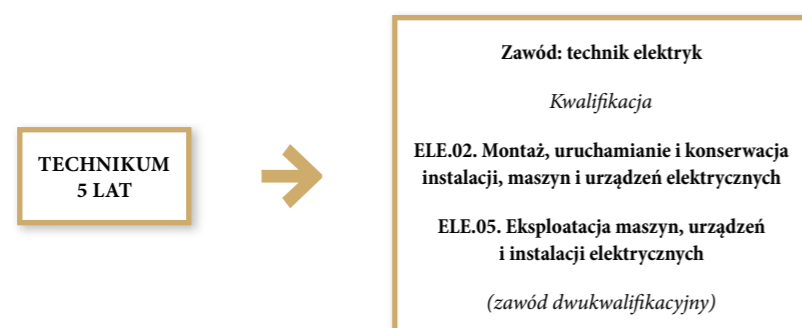 TECHNIKUM
5 LAT
Zawód: technik elektryk
Kwalifikacja
ELE.02. Montaż, uruchamianie i konserwacja
instalacji, maszyn i urządzeń elektrycznych
ELE.05. Eksploatacja maszyn, urządzeń
i instalacji elektrycznych
(zawód dwukwalifikacyjny)